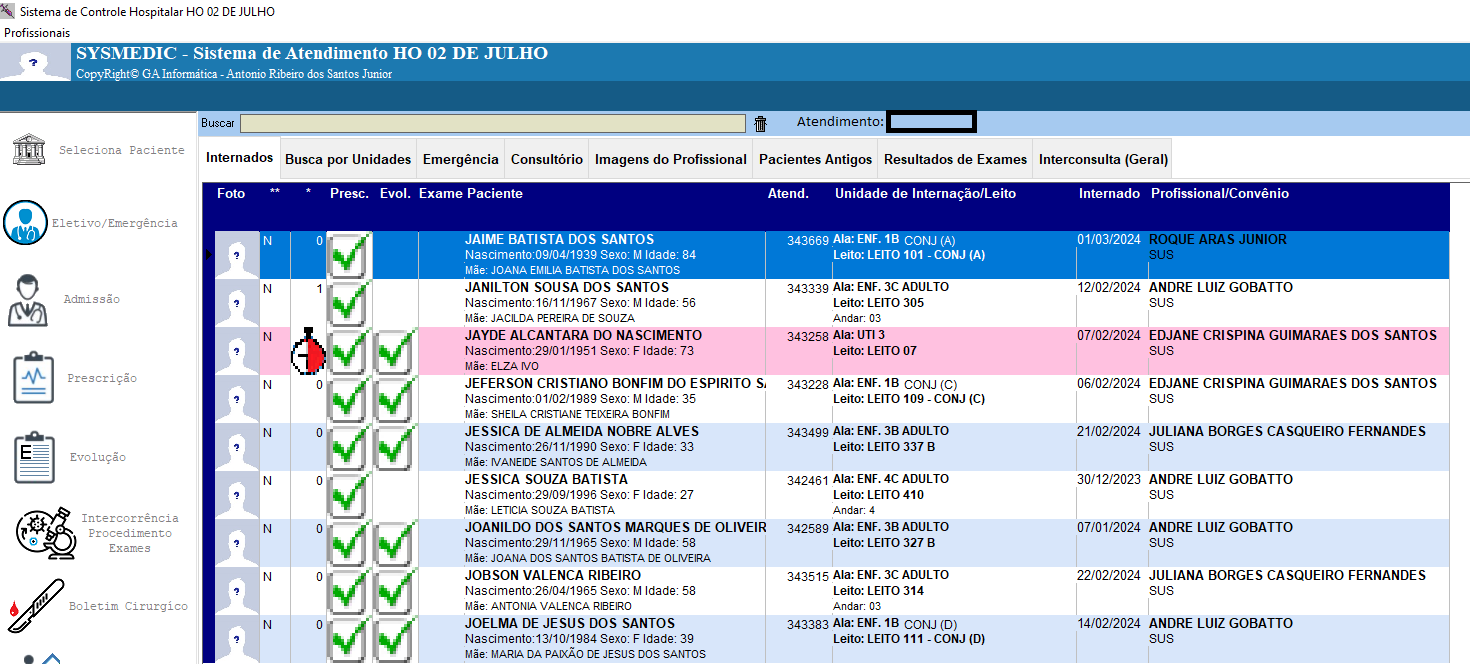 Sistema de Controle Hospitalar HO 02 DE JULHO
Profissionais
SYSMEDIC - Sistema de Atendimento HO 02 DE JULHO
CopyRight© GA Informática - Antonio Ribeiro dos Santos Junior
Buscar Atendimento:
Seleciona Paciente
Eletivo/Emergência
Admissão
Prescrição
Evolução
Intercorrência
Procedimento
Exames
Boletim Cirurgíco
Internados Busca por Unidades Emergência Consultório Imagens do Profissional Pacientes Antigos Resultados de Exames Interconsulta (Geral)
Foto ** * Presc. Evol. Exame Paciente Atend. Unidade de Internação/Leito Internado Profissional/Convênio
N 0 JAIME BATISTA DOS SANTOS 343669 Ala: ENF. 1B CONJ (A) 01/03/2024 ROQUE ARAS JUNIOR
Nascimento:09/04/1939 Sexo: M Idade: 84 Leito: LEITO 101 - CONJ (A) SUS
Mãe: JOANA EMILIA BATISTA DOS SANTOS
N 1 JANILTON SOUSA DOS SANTOS 343339 Ala: ENF. 3C ADULTO 12/02/2024 ANDRE LUIZ GOBATTO
Nascimento:16/11/1967 Sexo: M Idade: 56 Leito: LEITO 305 SUS
Mãe: JACILDA PEREIRA DE SOUZA Andar: 03
N JAYDE ALCANTARA DO NASCIMENTO 343258 Ala: UTI 3 07/02/2024 EDJANE CRISPINA GUIMARAES DOS SANTOS
Nascimento:29/01/1951 Sexo: F Idade: 73 Leito: LEITO 07 SUS
Mãe: ELZA IVO
N 0 JEFERSON CRISTIANO BONFIM DO ESPIRITO SA 343228 Ala: ENF. 1B CONJ (C) 06/02/2024 EDJANE CRISPINA GUIMARAES DOS SANTOS
Nascimento:01/02/1989 Sexo: M Idade: 35 Leito: LEITO 109 - CONJ (C) SUS
Mãe: SHEILA CRISTIANE TEIXEIRA BONFIM
N 0 JESSICA DE ALMEIDA NOBRE ALVES 343499 Ala: ENF. 3B ADULTO 21/02/2024 JULIANA BORGES CASQUEIRO FERNANDES
Nascimento:26/11/1990 Sexo: F Idade: 33 Leito: LEITO 337 B SUS
Mãe: IVANEIDE SANTOS DE ALMEIDA
N 0 JESSICA SOUZA BATISTA 342461 Ala: ENF. 4C ADULTO 30/12/2023 ANDRE LUIZ GOBATTO
Nascimento:29/09/1996 Sexo: F Idade: 27 Leito: LEITO 410 SUS
Mãe: LETICIA SOUZA BATISTA Andar: 4
N 0 JOANILDO DOS SANTOS MARQUES DE OLIVEIR 342589 Ala: ENF. 3B ADULTO 07/01/2024 ANDRE LUIZ GOBATTO
Nascimento:29/11/1965 Sexo: M Idade: 58 Leito: LEITO 327 B SUS
Mãe: JOANA DOS SANTOS BATISTA DE OLIVEIRA
N 0 JOBSON VALENCA RIBEIRO 343515 Ala: ENF. 3C ADULTO 22/02/2024 JULIANA BORGES CASQUEIRO FERNANDES
Nascimento:26/04/1965 Sexo: M Idade: 58 Leito: LEITO 314 SUS
Mãe: ANTONIA VALENCA RIBEIRO Andar: 03
N 0 JOELMA DE JESUS DOS SANTOS 343383 Ala: ENF. 1B CONJ (D) 14/02/2024 ANDRE LUIZ GOBATTO
Nascimento:13/10/1984 Sexo: F Idade: 39 Leito: LEITO 111 - CONJ (D) SUS
Mãe: MARIA DA PAIXÃO DE JESUS DOS SANTOS